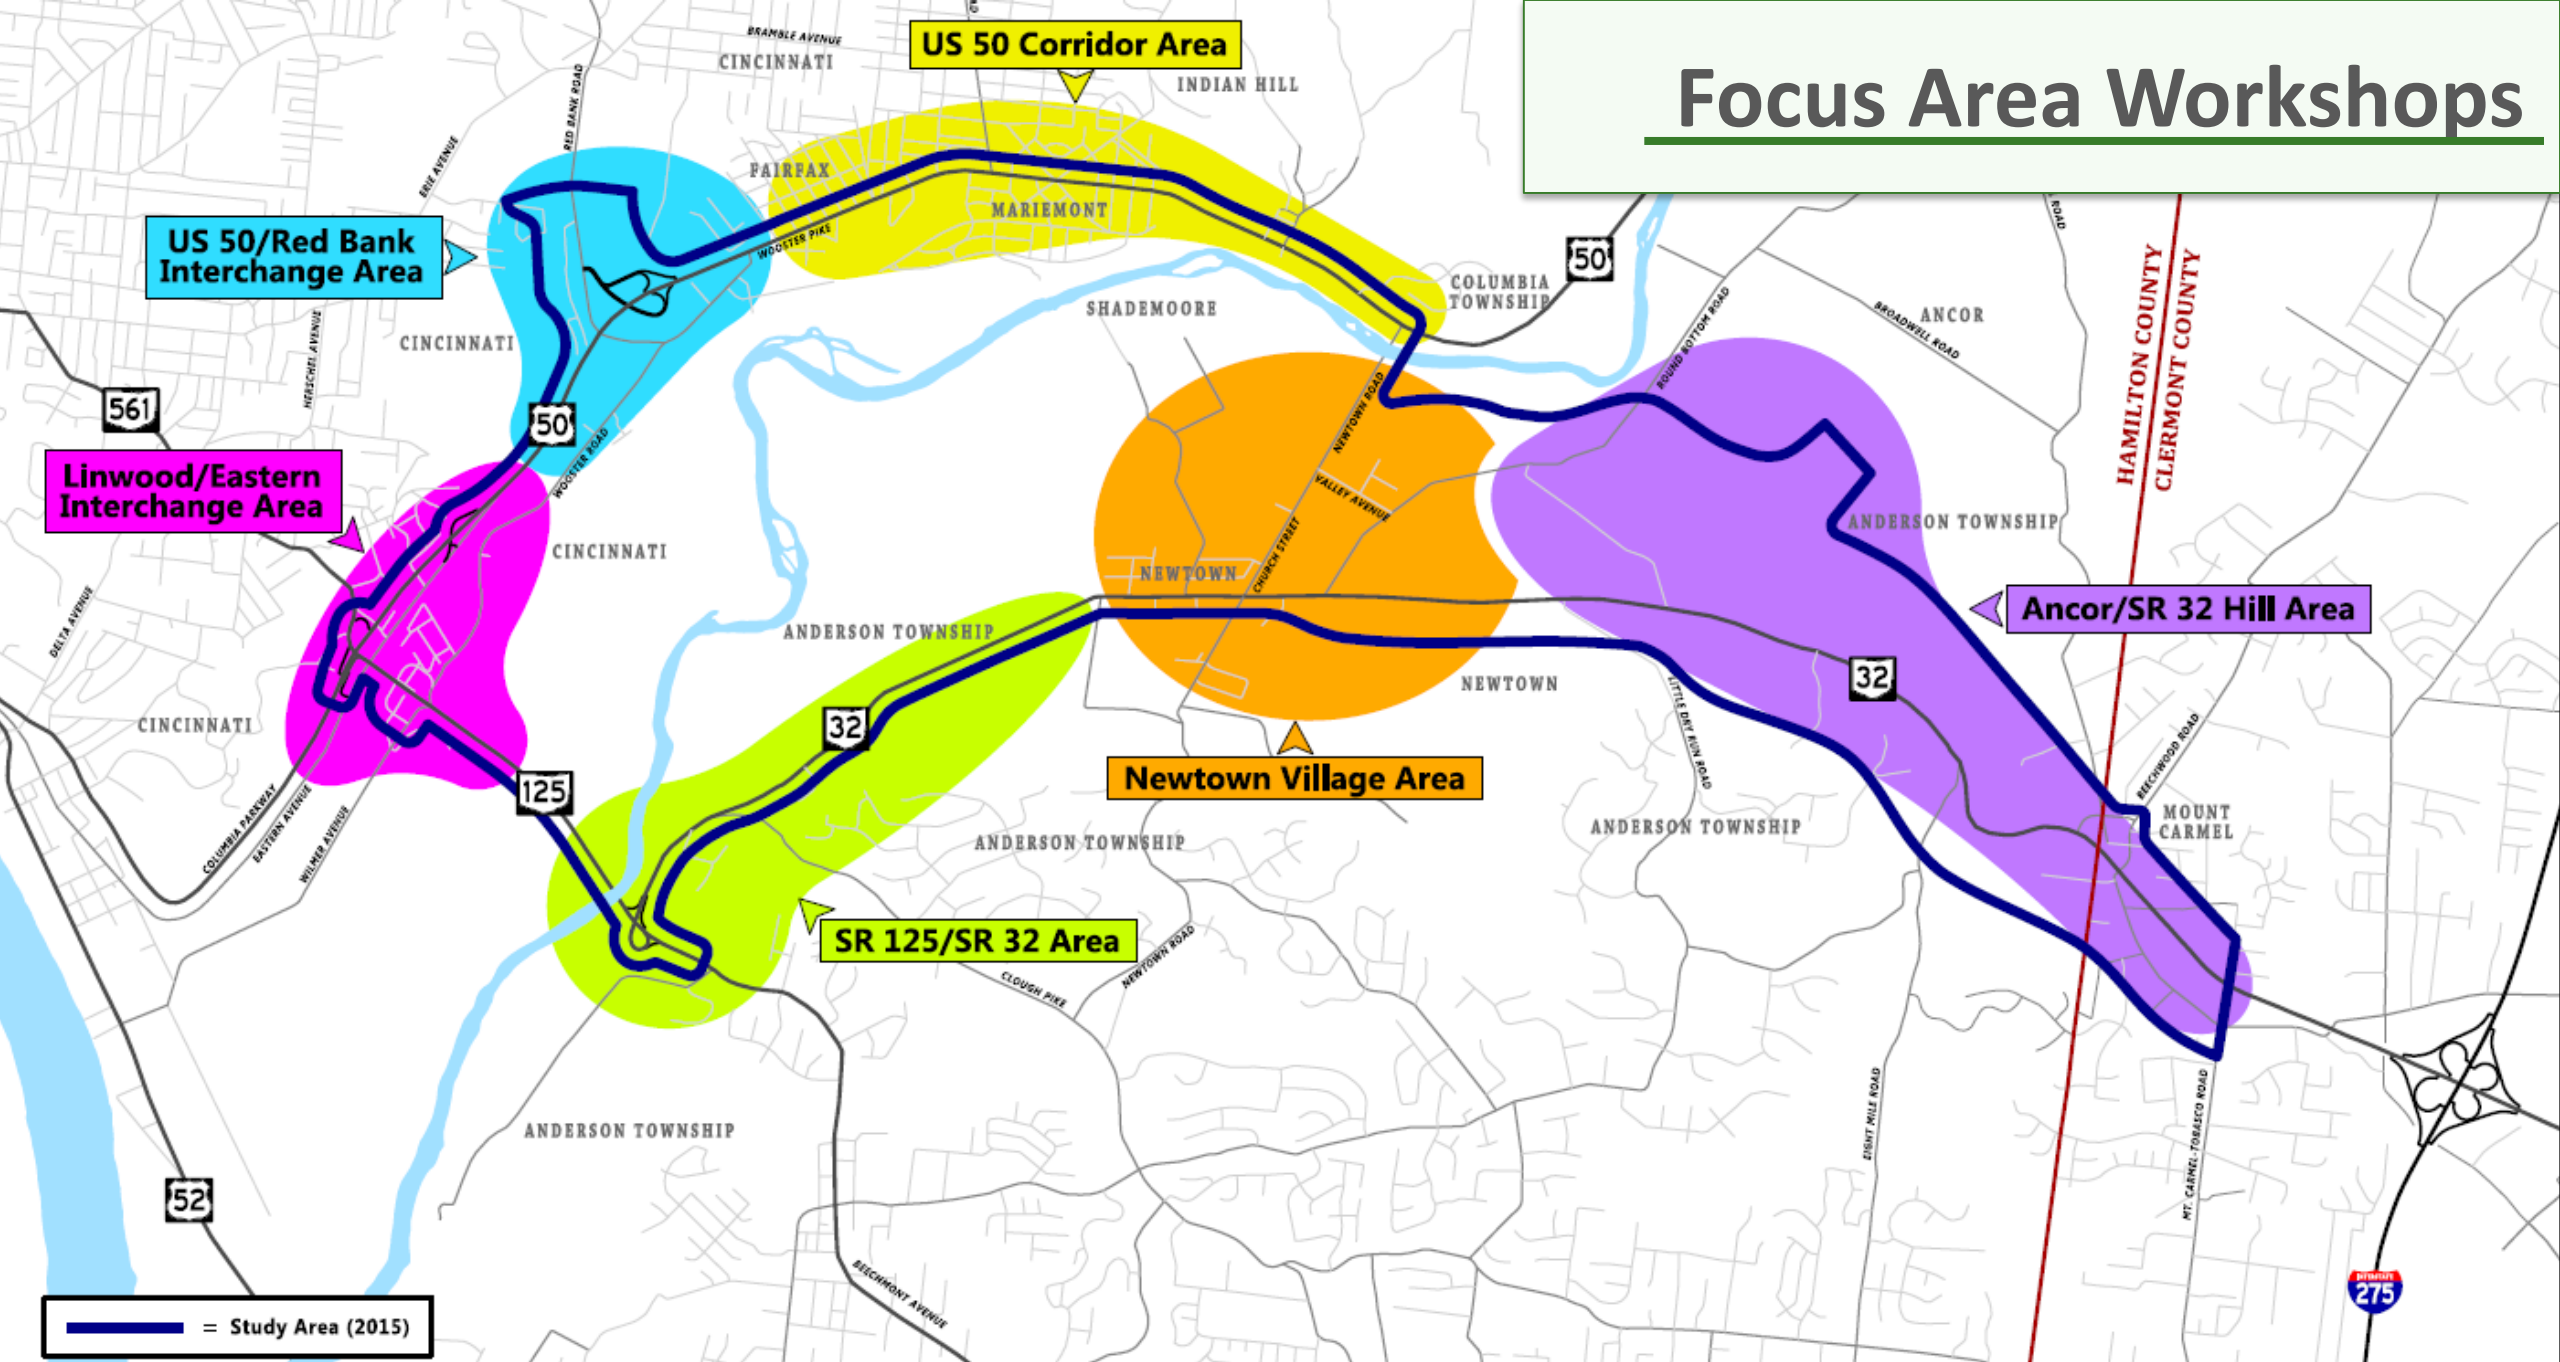 Focus Area Workshops
US 50 Corridor Area
BRAMBLE AVENUE
CINCINNATI
INDIAN HILL
RED BANK ROAD
ERIE AVENUE
FAIRFAX
MARIEMONT
WOOSTER PIKE
US 50/Red Bank
Interchange Area
COLUMBIA
TOWNSHIP
50
SHADEMOORE
ROAD
HAMILTON COUNTY
CLERMONT COUNTY
ANCOR
BROADWELL ROAD
ROUND BOTTOM ROAD
CINCINNATI
HERSCHEL AVENUE
561
50
WOOSTER ROAD
NEWTOWN ROAD
VALLEY AVENUE
CHURCH STREET
Linwood/Eastern
Interchange Area
CINCINNATI
ANDERSON TOWNSHIP
NEWTOWN
DELTA AVENUE
ANDERSON TOWNSHIP
Ancor/SR 32 Hill Area
NEWTOWN
32
32
LITTLE DRY RUN ROAD
CINCINNATI
BEECHWOOD ROAD
Newtown Village Area
125
COLUMBIA PARKWAY
EASTERN AVENUE
WILMER AVENUE
MOUNT
CARMEL
ANDERSON TOWNSHIP
ANDERSON TOWNSHIP
SR 125/SR 32 Area
CLOUGH PIKE
NEWTOWN ROAD
ANDERSON TOWNSHIP
EIGHT MILE ROAD
MT. CARMEL-TOBASCO ROAD
52
BEECHMONT AVENUE
INTERSTATE
275
= Study Area (2015)